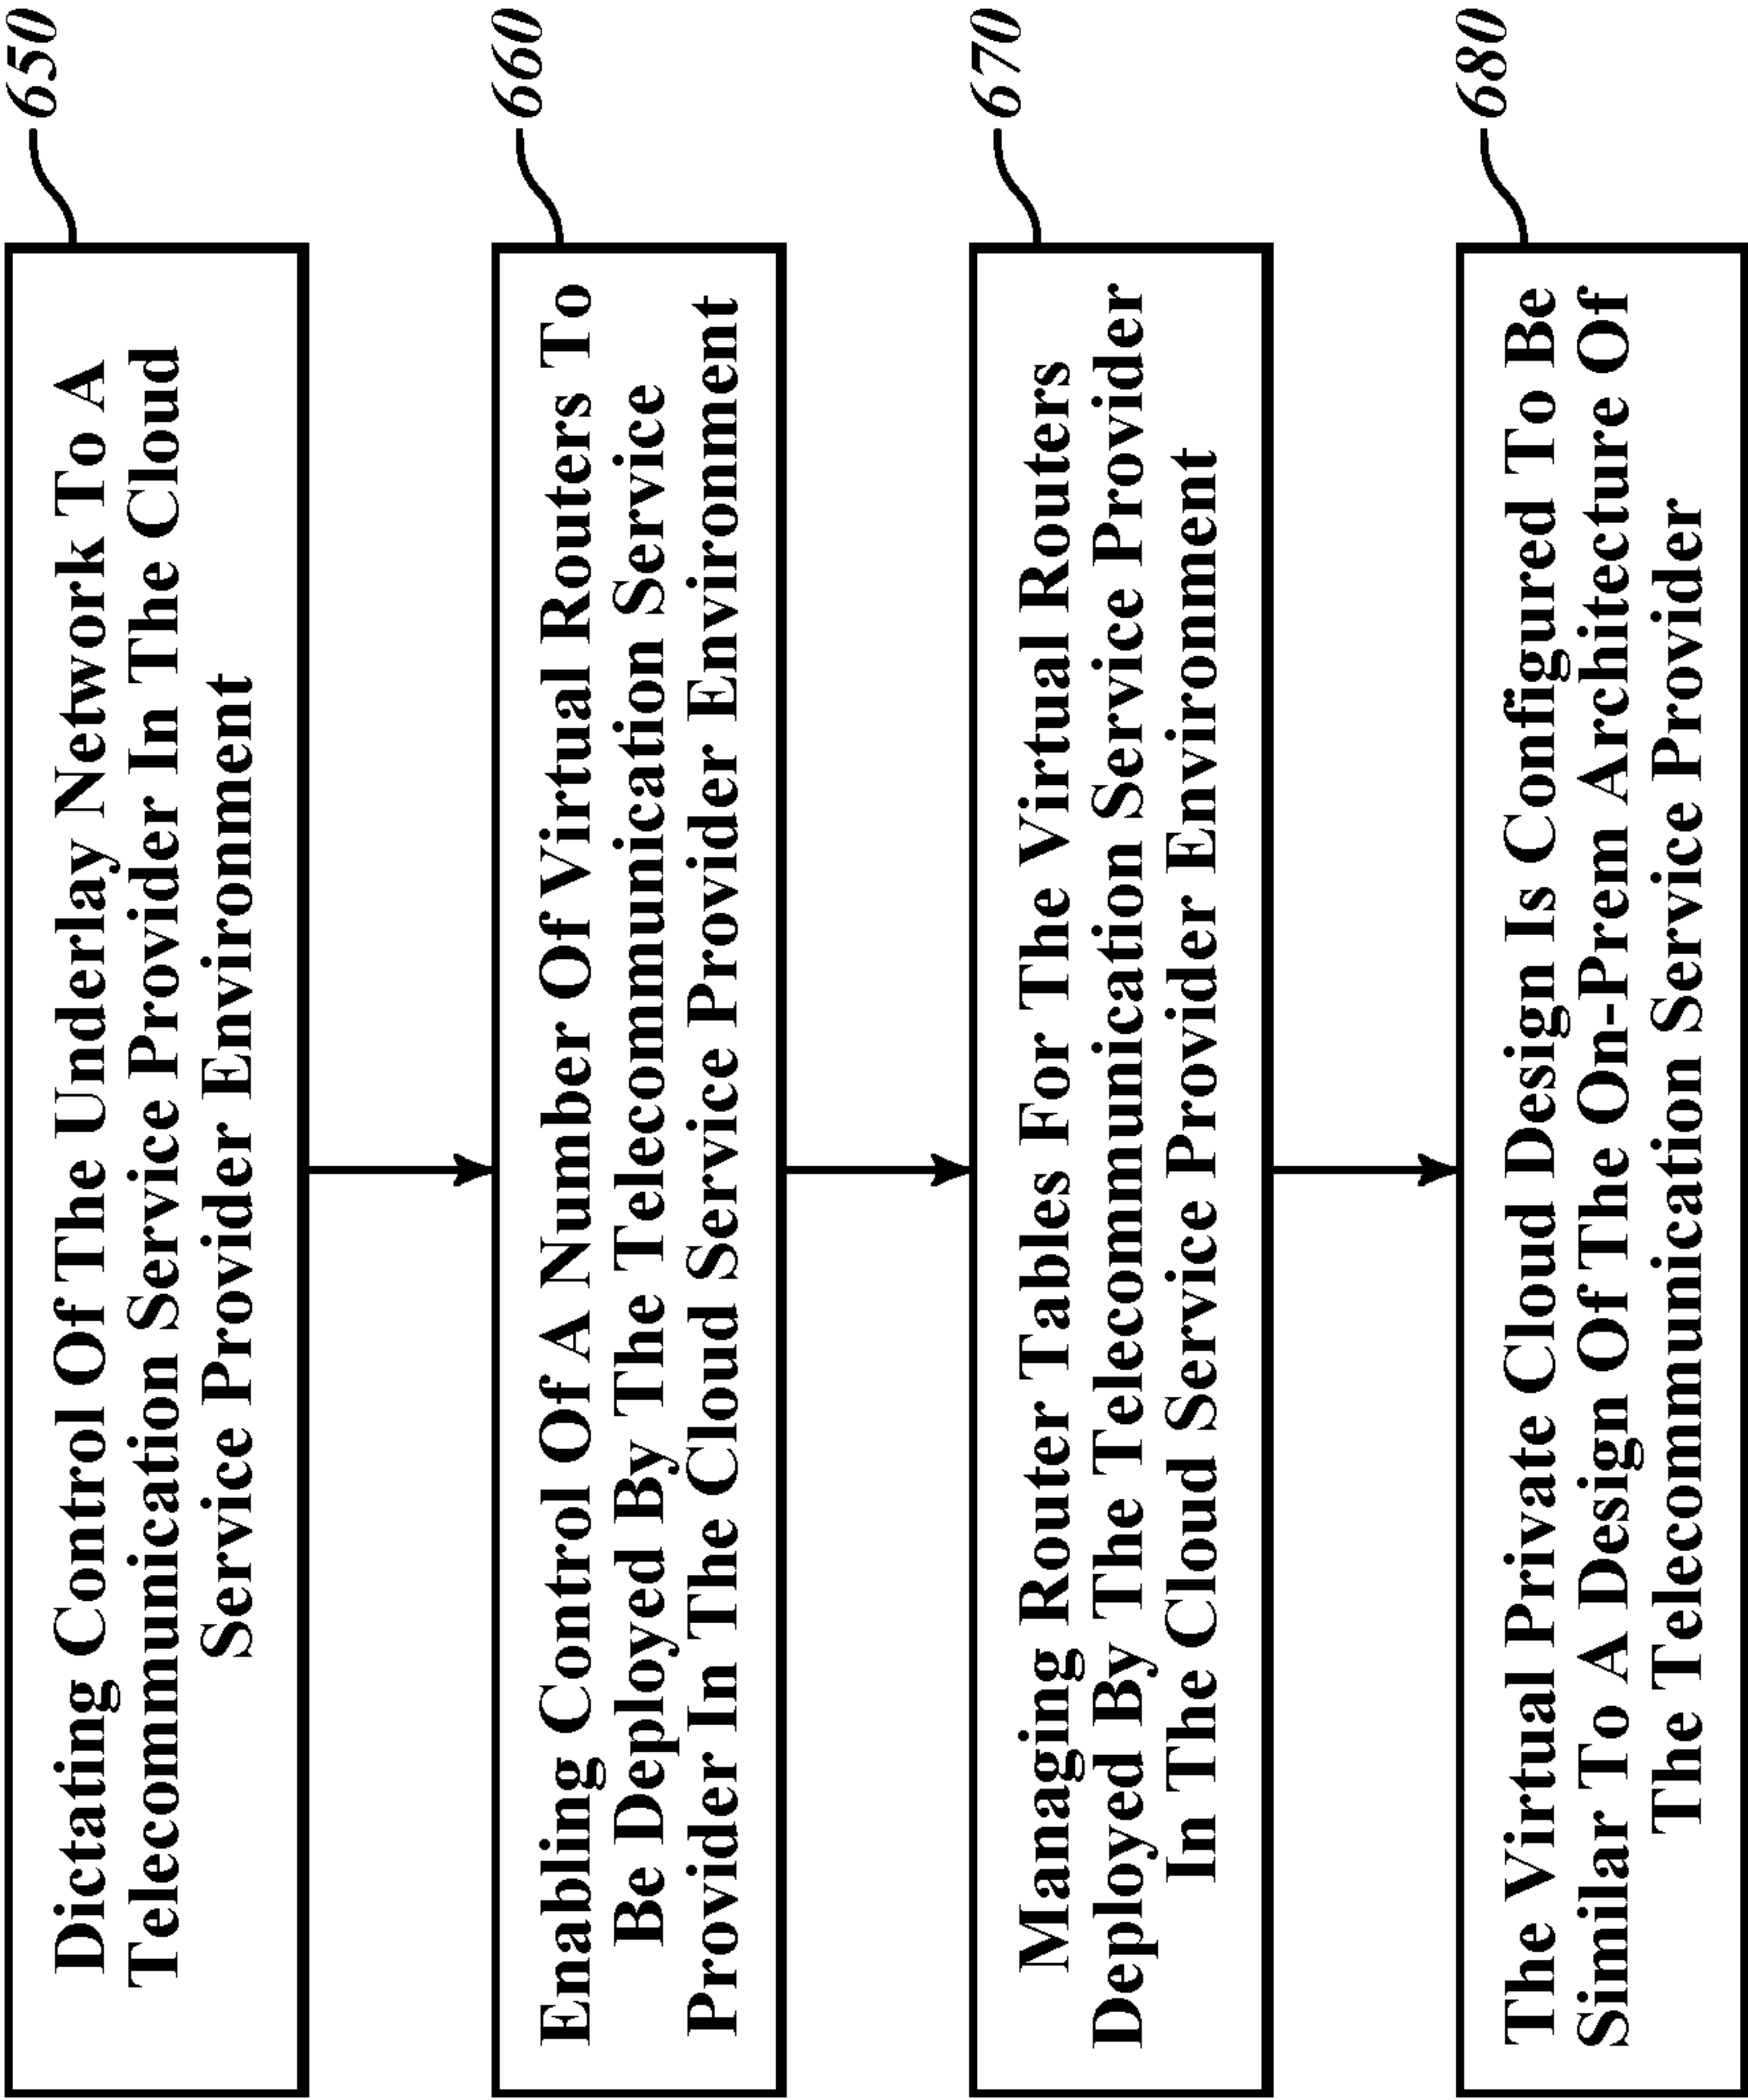 Dictating Control Of The Underlay Network To A
Telecommunication Service Provider In The Cloud
Service Provider Environment
650
Enabling Control Of A Number Of Virtual Routers To
Be Deployed By The Telecommunication Service
Provider In The Cloud Service Provider Environment
660
Managing Router Tables For The Virtual Routers
Deployed By The Telecommunication Service Provider
In The Cloud Service Provider Environment
670
The Virtual Private Cloud Design Is Configured To Be
Similar To A Design Of The On-Prem Architecture Of
The Telecommunication Service Provider
680